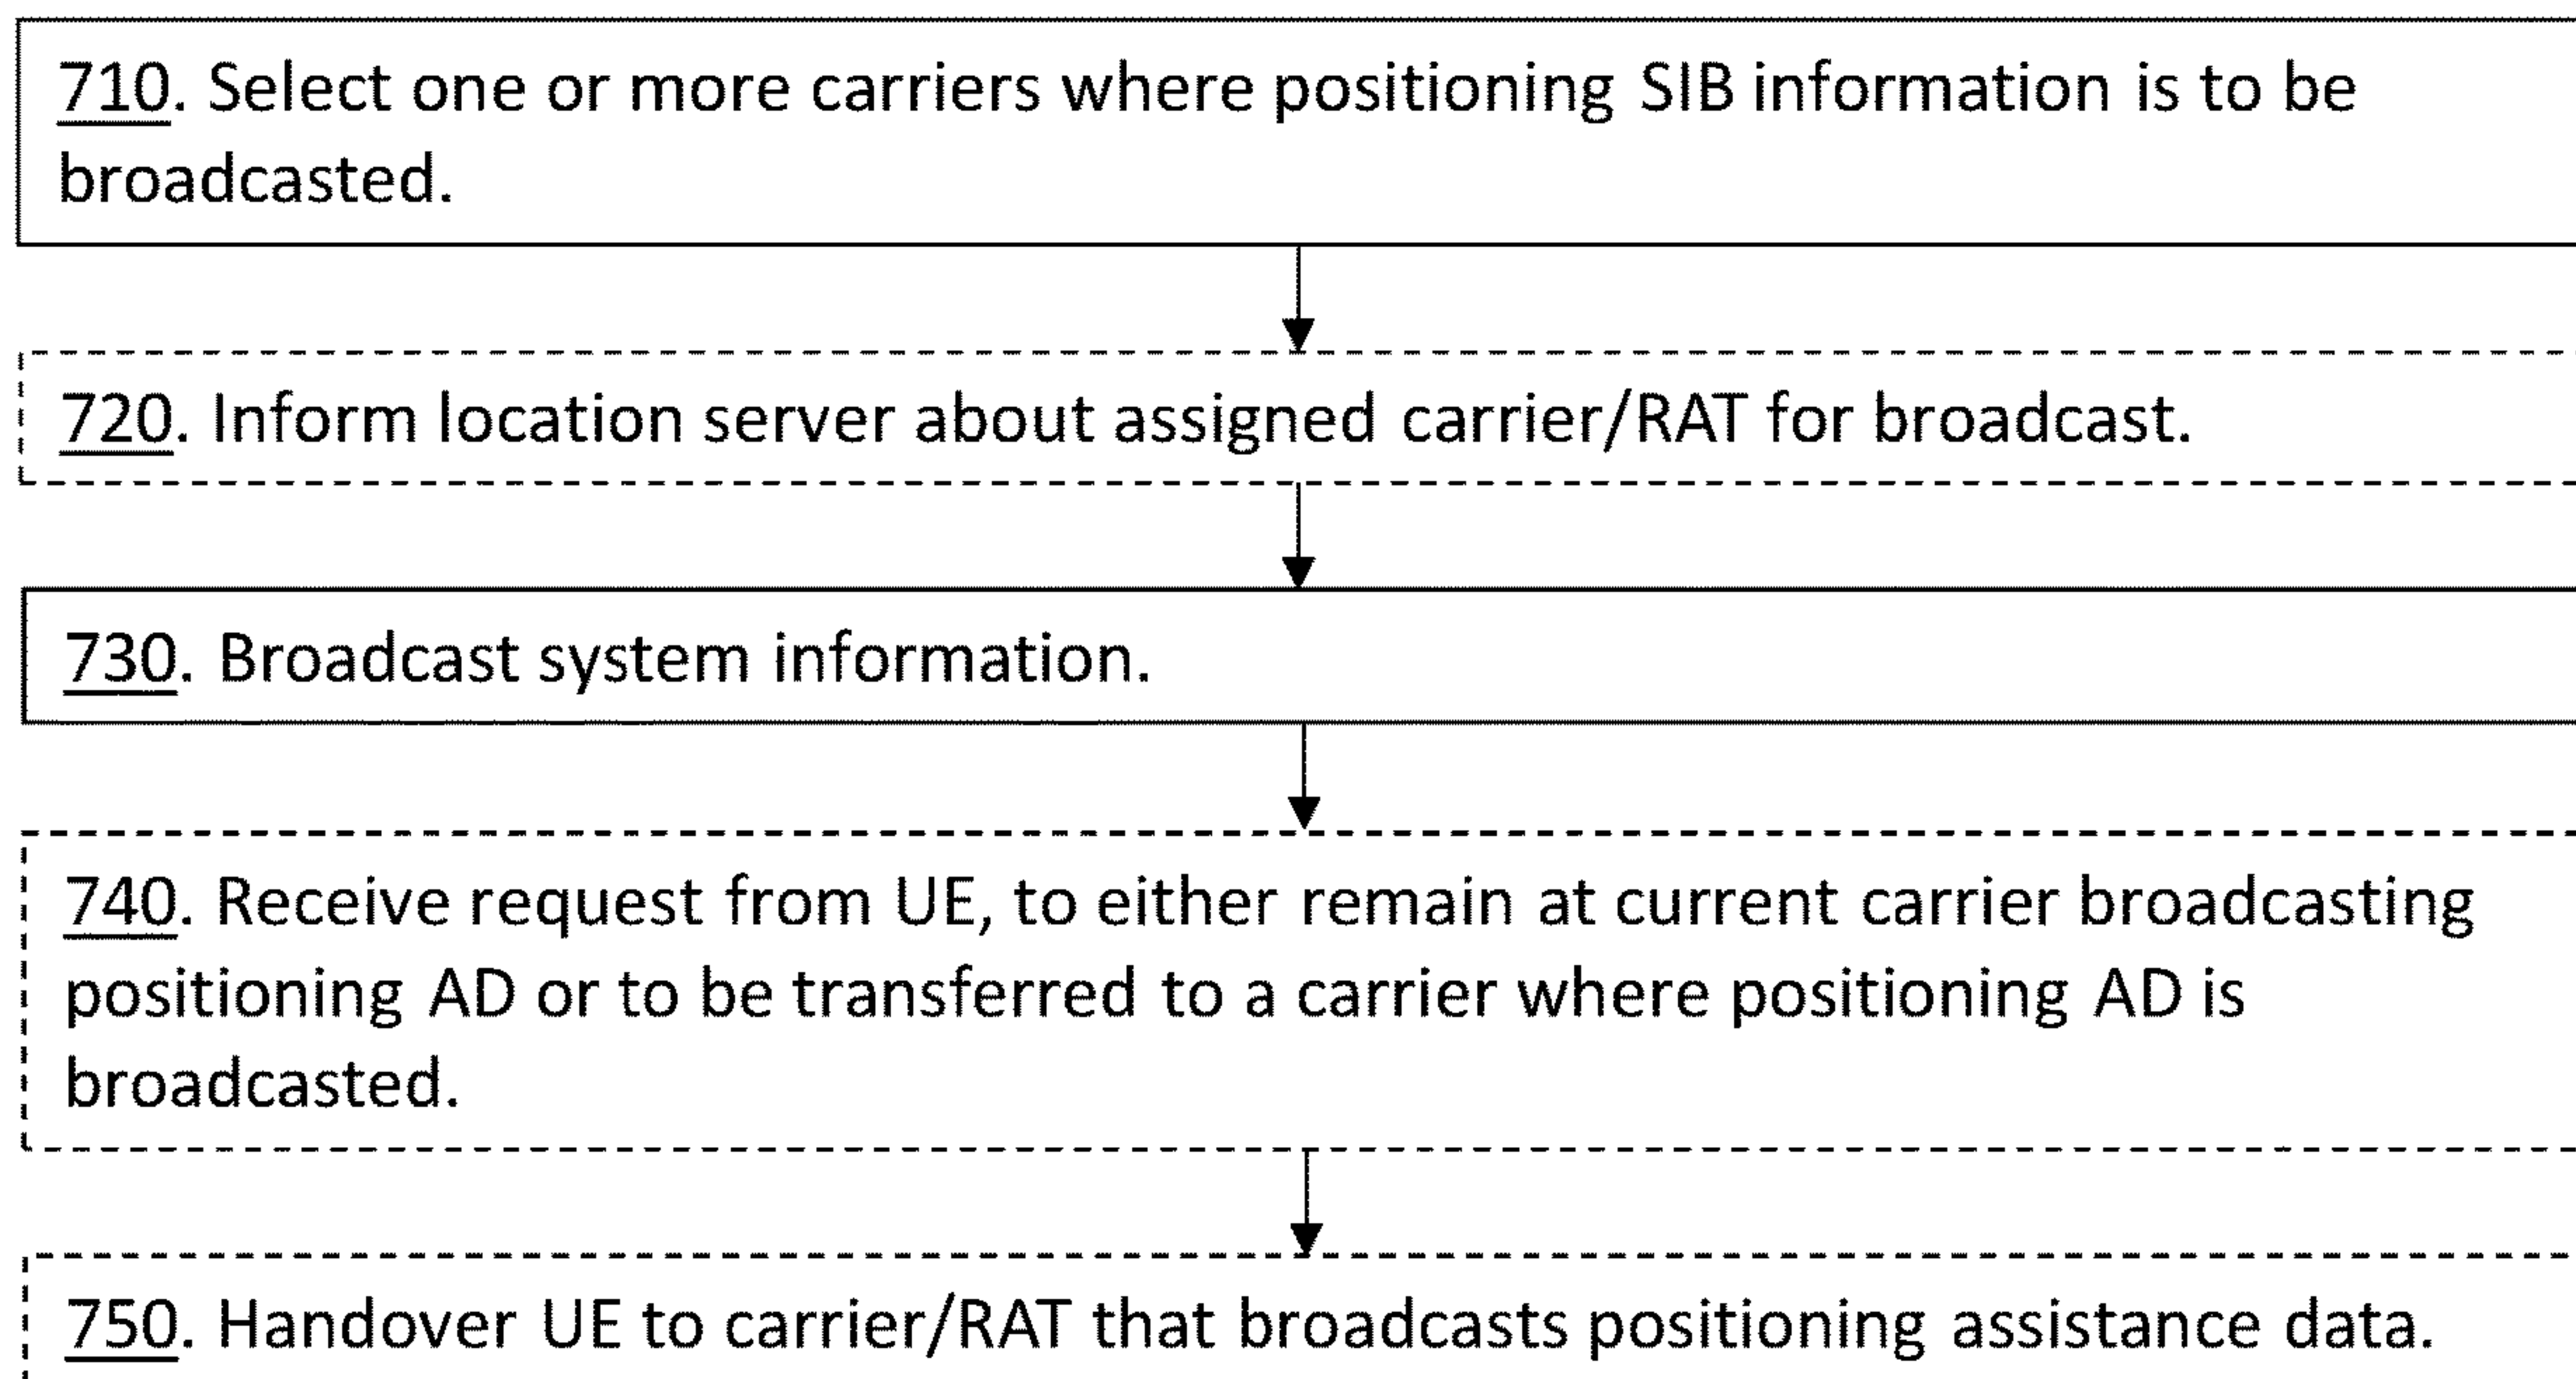 710. Select one or more carriers where positioning SIB information is to be
broadcasted.
720. Inform location server about assigned carrier/RAT for broadcast.
730. Broadcast system information.
740. Receive request from UE, to either remain at current carrier broadcasting
positioning AD or to be transferred to a carrier where positioning AD is
broadcasted.
750. Handover UE to carrier/RAT that broadcasts positioning assistance data.